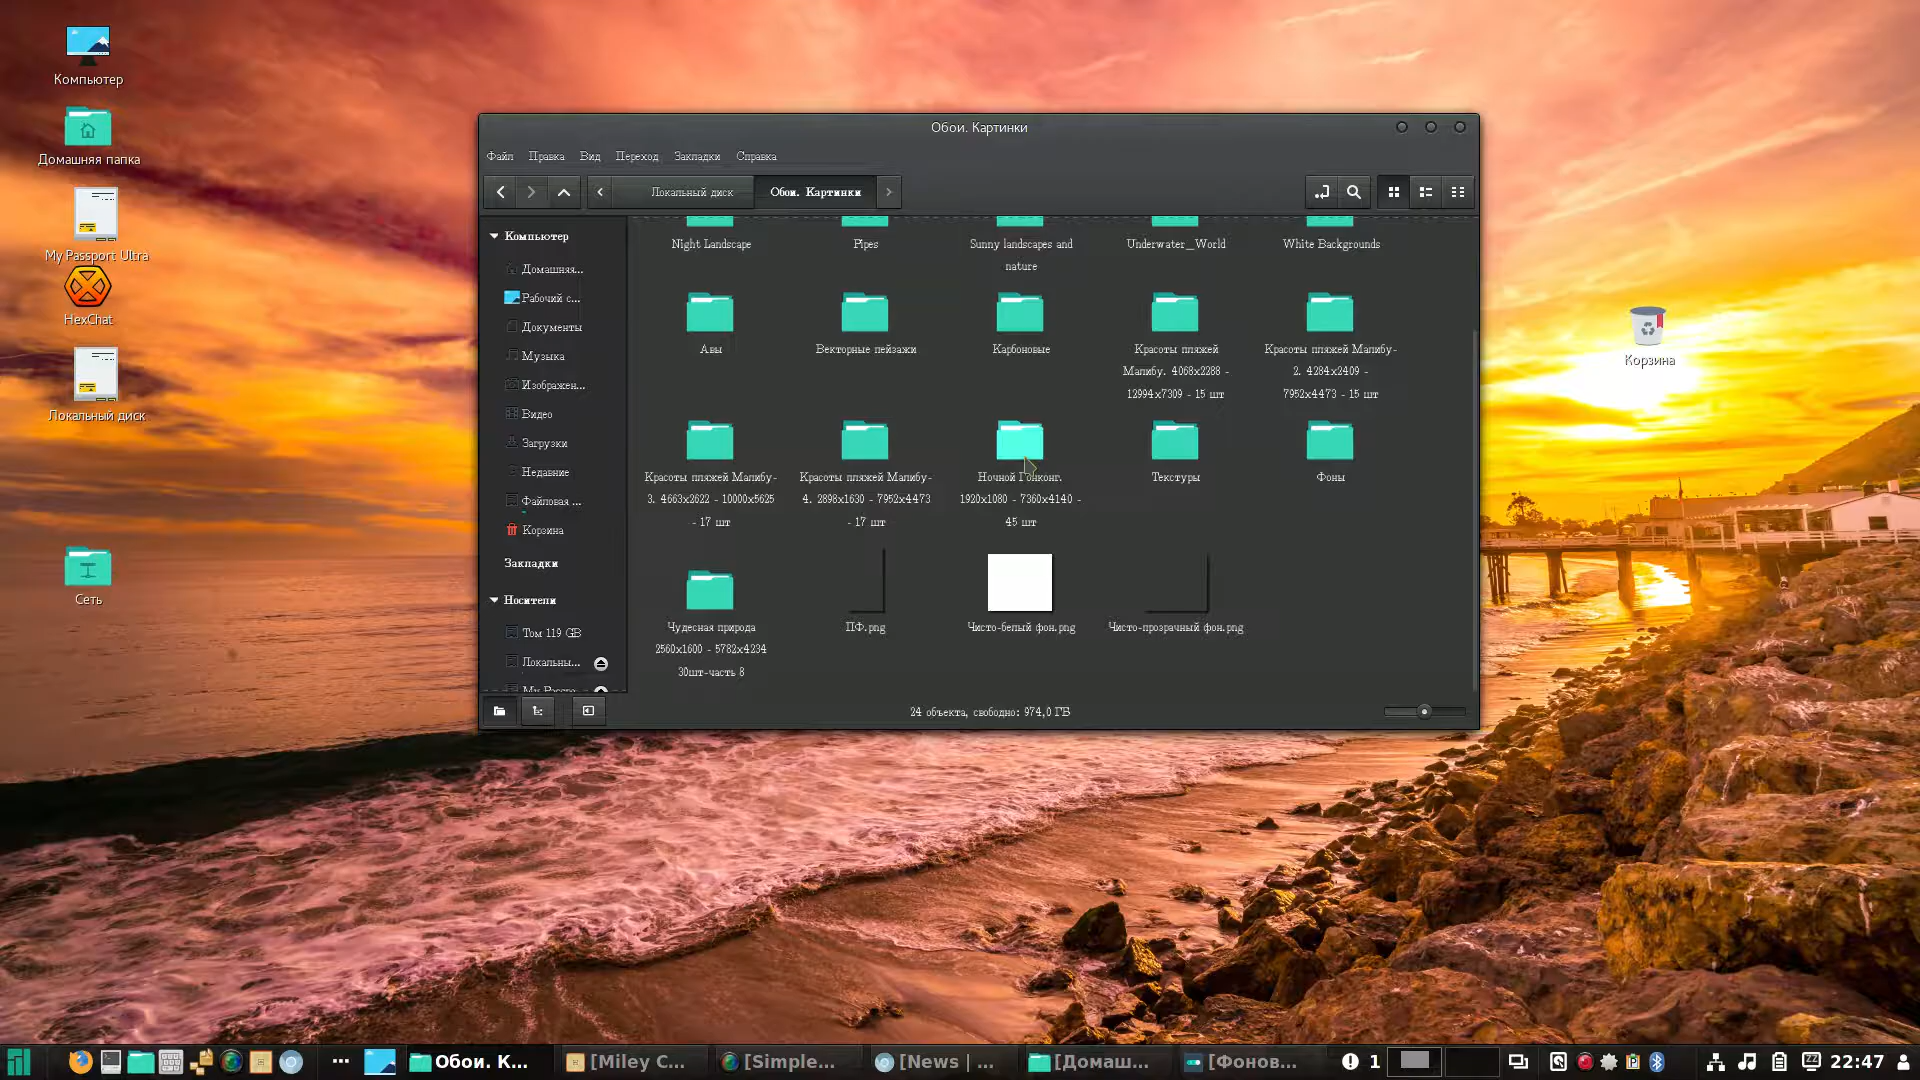 Компьютер
Домашняя папка
My Passport Ultra
HexChat
Локальный диск
Сеть
Корзина
Обои. Картинки
Файл Правка Вид Переход Закладки Справка
Локальный диск Обои. Картинки
Компьютер
Домашняя...
Рабочий с...
Документы
Музыка
Изображен...
Видео
Загрузки
Недавние
Файловая ...
Корзина
Закладки
Носители
Том 119 GB
Локальны...
My Passpo...
Night Landscape
Pipes
Sunny landscapes and
nature
Underwater_World
White Backgrounds
Авы
Векторные пейзажи
Карбоновые
Красоты пляжей
Малибу. 4068x2288 -
12994x7309 - 15 шт
Красоты пляжей Малибу-
2. 4284x2409 -
7952x4473 - 15 шт
Красоты пляжей Малибу-
3. 4663x2622 - 10000x5625
- 17 шт
Красоты пляжей Малибу-
4. 2898x1630 - 7952x4473
- 17 шт
Ночной Гонконг.
1920x1080 - 7360x4140 -
45 шт
Текстуры
Фоны
Чудесная природа
2560x1600 - 5782x4234
30шт-часть 8
ПФ.png
Чисто-белый фон.png
Чисто-прозрачный фон.png
24 объекта, свободно: 974,0 ГБ
Обои. К...
[Miley C...
[Simple...
[News | ...
[Домаш...
[Фонов...
1
22:47